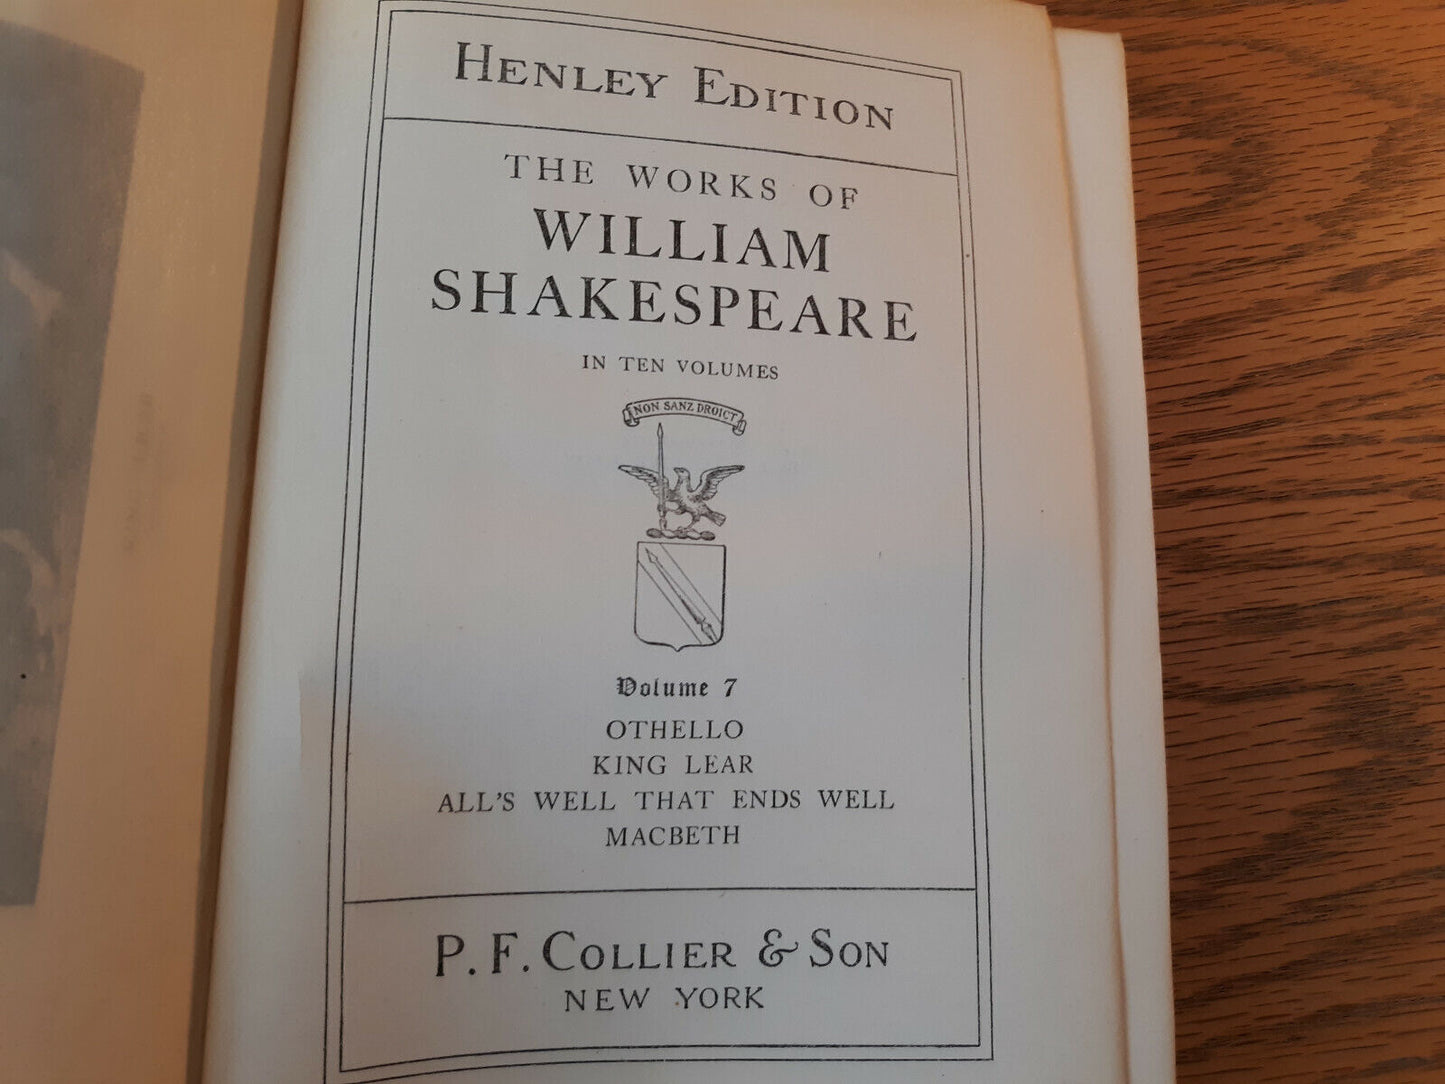 HENLEY EDITION
THE WORKS OF
WILLIAM
SHAKESPEARE
IN TEN VOLUMES
NON SANZ DROICT
Volume 7
OTHELLO
KING LEAR
ALL'S WELL THAT ENDS WELL
MACBETH
P. F. COLLIER & SON
NEW YORK